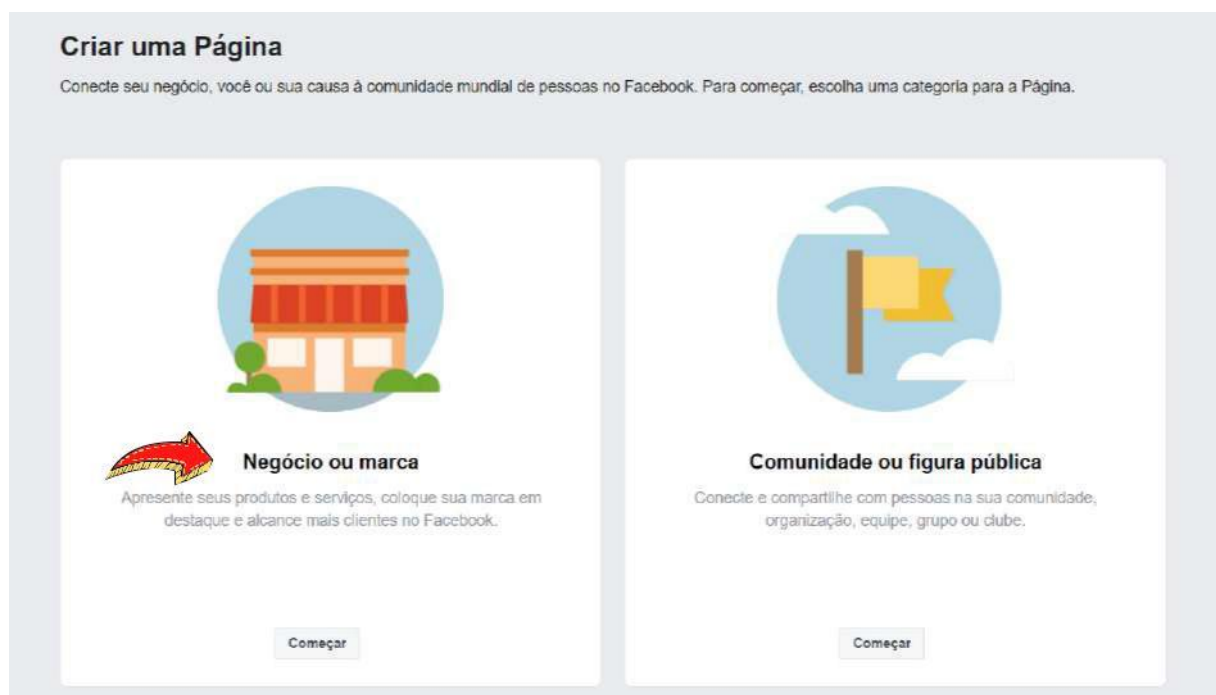 Criar uma Página
Conecte seu negócio, você ou sua causa à comunidade mundial de pessoas no Facebook. Para começar, escolha uma categoria para a Página.
Negócio ou marca
Apresente seus produtos e serviços, coloque sua marca em
destaque e alcance mais clientes no Facebook.
Começar
Comunidade ou figura pública
Conecte e compartilhe com pessoas na sua comunidade,
organização, equipe, grupo ou clube.
Começar